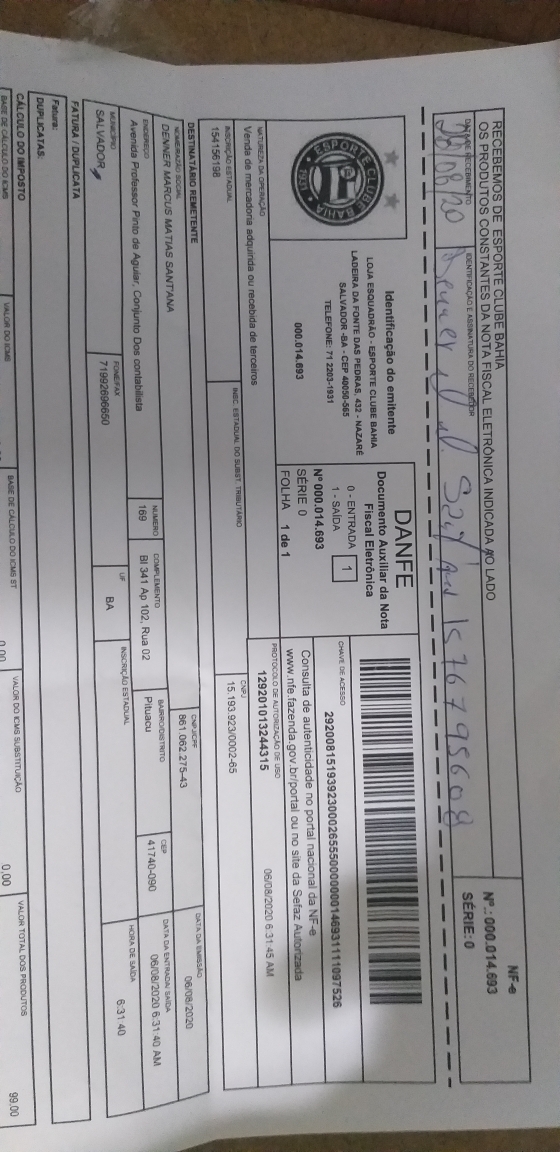 RECEBEMOS DE ESPORTE CLUBE BAHIA
OS PRODUTOS CONSTANTES DA NOTA FISCAL ELETRÔNICA INDICADA AO LADO
DATA DE RECEBIMENTO
IDENTIFICAÇÃO E ASSINATURA DO RECEBEDOR
NF-e
Nº.: 000.014.693
SÉRIE: 0
ESPORTE CLUBE BAHIA
1931
Identificação do emitente
LOJA ESQUADRÃO - ESPORTE CLUBE BAHIA
LADEIRA DA FONTE DAS PEDRAS, 432 - NAZARÉ
SALVADOR -BA - CEP 40050-565
TELEFONE: 71 2203-1931
000.014.693
DANFE
Documento Auxiliar da Nota
Fiscal Eletrônica
0 - ENTRADA
1 - SAÍDA
1
Nº 000.014.693
SÉRIE 0
FOLHA 1 de 1
CHAVE DE ACESSO
Consulta de autenticidade no portal nacional da NF-e
www.nfe.fazenda.gov.br/portal ou no site da Sefaz Autorizada
NATUREZA DA OPERAÇÃO
Venda de mercadoria adquirida ou recebida de terceiros
PROTOCOLO DE AUTORIZAÇÃO DE USO
129201013244315
06/08/2020 6:31:45 AM
INSCRIÇÃO ESTADUAL
154156198
INSC. ESTADUAL DO SUBST. TRIBUTÁRIO
CNPJ
15.193.923/0002-65
DESTINATÁRIO REMETENTE
NOME/RAZÃO SOCIAL
DENNER MARCUS MATIAS SANT'ANA
CNPJ/CPF
861.062.275-43
DATA DA EMISSÃO
06/08/2020
ENDEREÇO
Avenida Professor Pinto de Aguiar, Conjunto Dos contabilista
NÚMERO
169
COMPLEMENTO
Bl 341 Ap 102, Rua 02
BAIRRO/DISTRITO
Pituacu
CEP
41740-090
DATA DA ENTRADA/ SAÍDA
06/08/2020 6:31:40 AM
MUNICÍPIO
SALVADOR
FONE/FAX
71992696650
UF
BA
INSCRIÇÃO ESTADUAL
HORA DE SAÍDA
6:31:40
FATURA / DUPLICATA
Fatura:
DUPLICATAS:
CÁLCULO DO IMPOSTO
BASE DE CÁLCULO DO ICMS
VALOR DO ICMS
BASE DE CÁLCULO DO ICMS ST
0,00
VALOR DO ICMS SUBSTITUIÇÃO
0,00
VALOR TOTAL DOS PRODUTOS
99,00